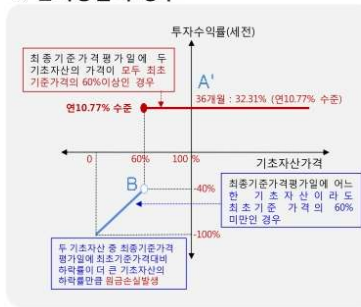 투자수익률(세전)
최종기준가격평가일에 두
기초자산의 가격이 모두 최초
기준가격의 60%이상인 경우
A'
36개월 : 32.31% (연10.77% 수준)
연10.77% 수준
0
60%
100 %
기초자산가격
B
-40%
최종기준가격평가일에 어느
한 기초자산이라도
최초기준 가격의 60%
미만인 경우
-100%
두 기초자산 중 최종기준가격
평가일에 최초기준가격대비
하락률이 더 큰 기초자산의
하락률만큼 원금손실발생